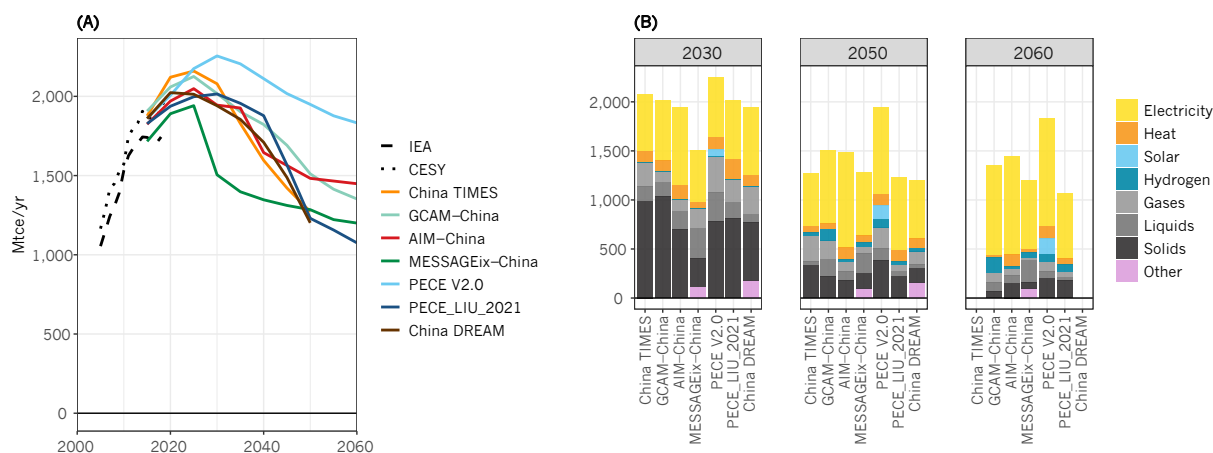 (A)
Mtce/yr
2,000
1,500
1,000
500
0
2000
2020
2040
2060
IEA
CESY
China TIMES
GCAM–China
AIM–China
MESSAGEix–China
PECE V2.0
PECE_LIU_2021
China DREAM
(B)
2030
2050
2060
2,000
1,500
1,000
500
0
China TIMES
GCAM–China
AIM–China
MESSAGEix–China
PECE V2.0
PECE_LIU_2021
China DREAM
China TIMES
GCAM–China
AIM–China
MESSAGEix–China
PECE V2.0
PECE_LIU_2021
China DREAM
China TIMES
GCAM–China
AIM–China
MESSAGEix–China
PECE V2.0
PECE_LIU_2021
China DREAM
Electricity
Heat
Solar
Hydrogen
Gases
Liquids
Solids
Other